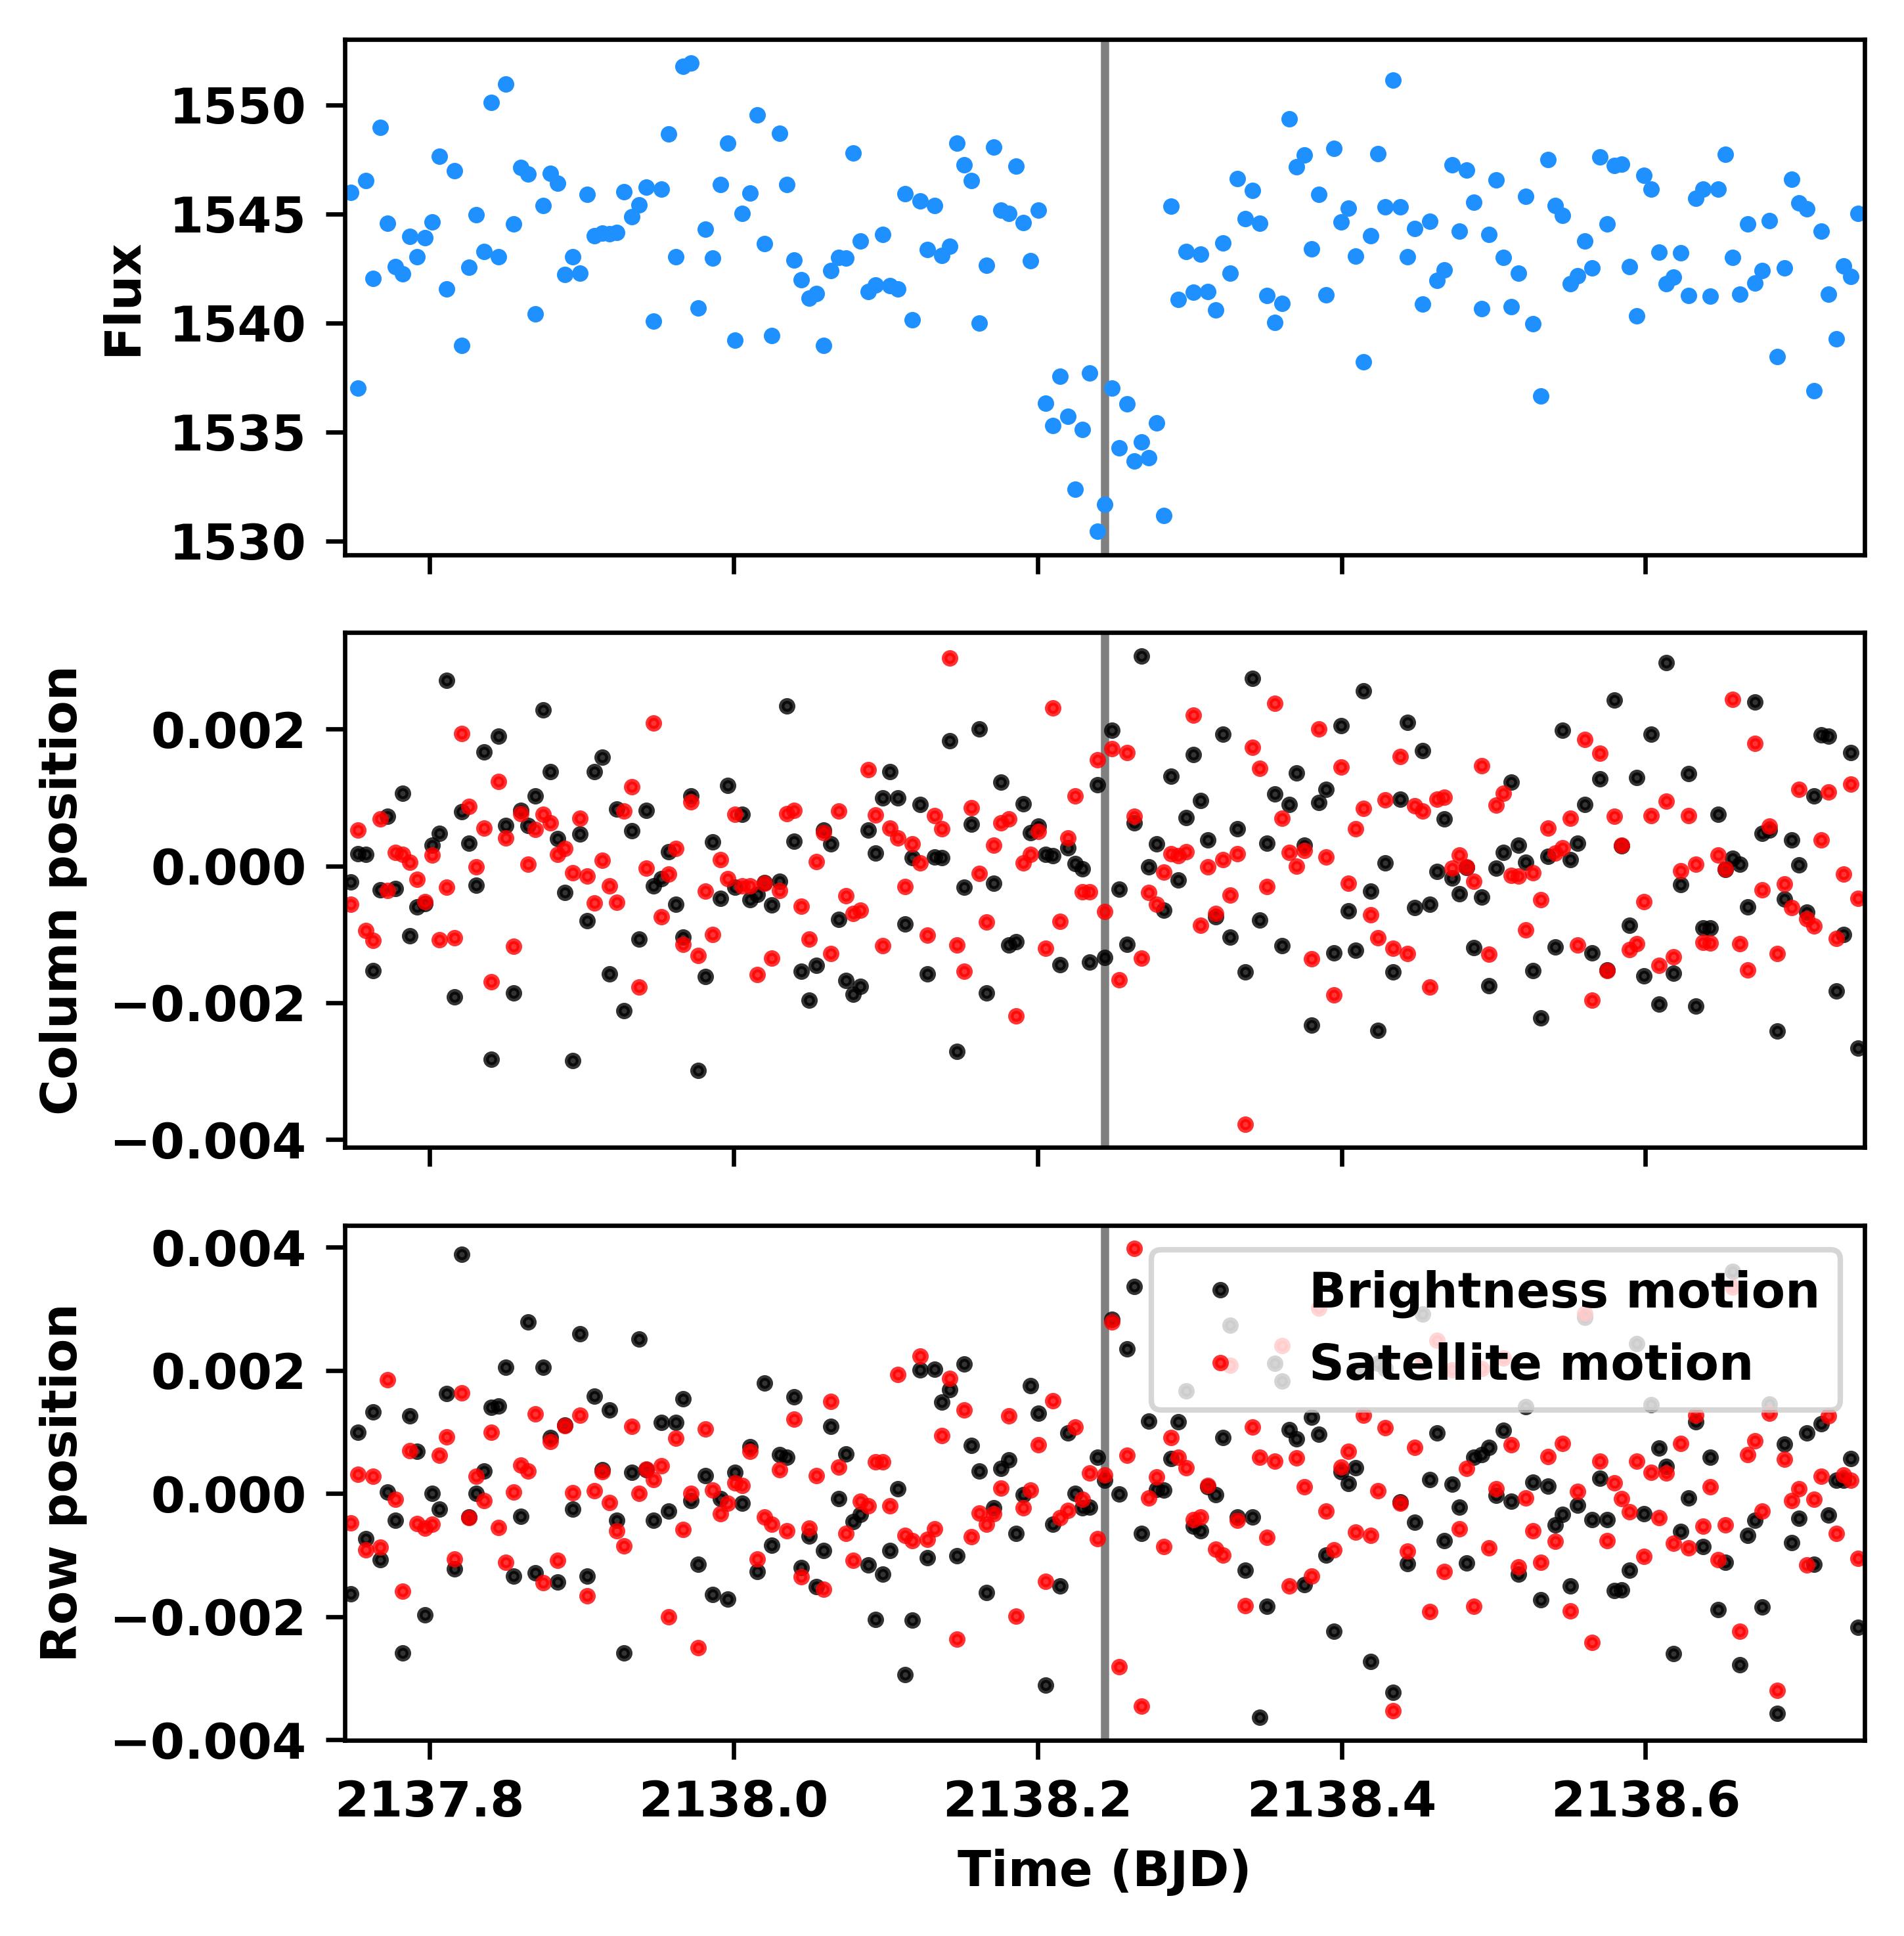 Flux
1550
1545
1540
1535
1530
Column position
0.002
0.000
−0.002
−0.004
Row position
0.004
0.002
0.000
−0.002
−0.004
Brightness motion
Satellite motion
2137.8 2138.0 2138.2 2138.4 2138.6
Time (BJD)